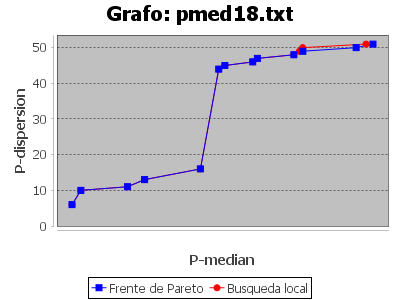 Grafo: pmed18.txt
50
40
30
20
10
0
P-dispersion
P-median
Frente de Pareto
Busqueda local